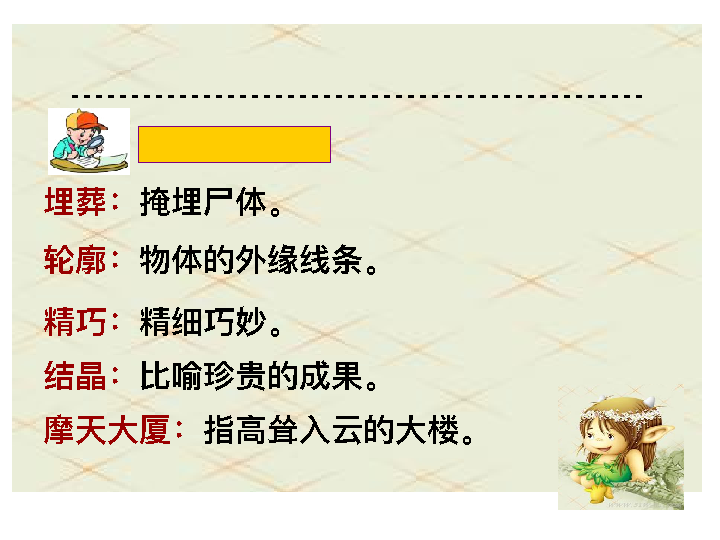 埋葬：掩埋尸体。
轮廓：物体的外缘线条。
精巧：精细巧妙。
结晶：比喻珍贵的成果。
摩天大厦：指高耸入云的大楼。